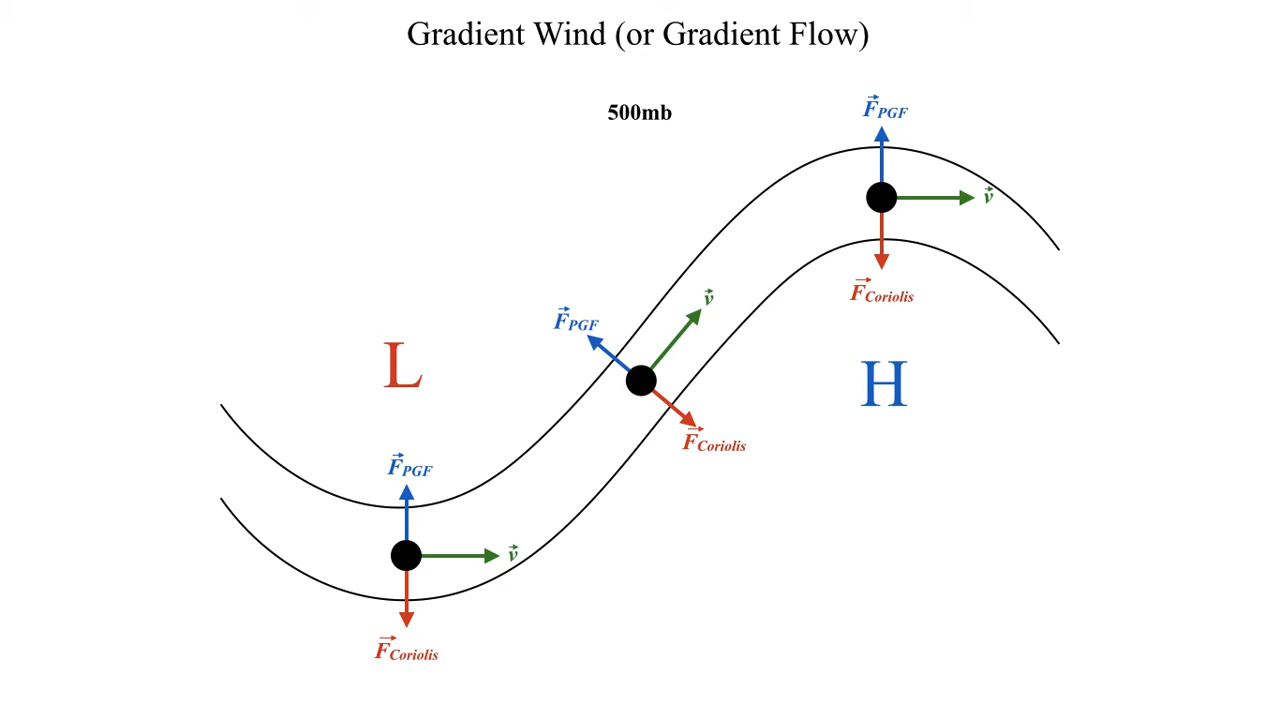 Gradient Wind (or Gradient Flow)
500mb
F⃗PGF
v⃗
F⃗Coriolis
v⃗
F⃗PGF
L
H
F⃗Coriolis
F⃗PGF
v⃗
F⃗Coriolis